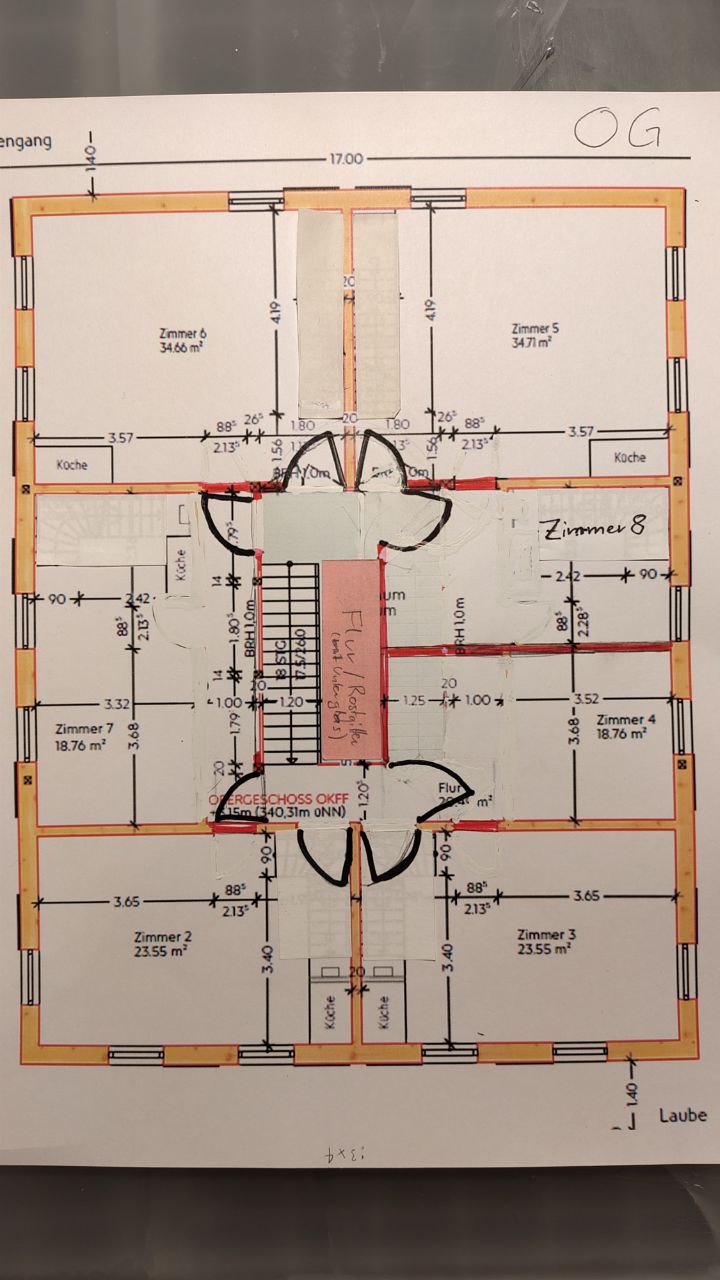 engang
OG
1.40
17.00
20
4.19
4.19
Zimmer 6
34.66 m²
Zimmer 5
34.71 m²
3.57
88⁵
2.13⁵
26⁵
1.56
1.80
20
1.80
1.56
26⁵
88⁵
2.13⁵
3.57
Küche
Küche
BRH 1,0m
Zimmer 8
Küche
90
2.42
88⁵
2.13⁵
14
1.80⁵
BRH 1,0m
18 STG
17.5/26.0
Flur / Rostgitter
um
m
BRH 1,0m
2.42
90
88⁵
2.28⁵
14
20
20
3.32
1.00
1.20
1.25
1.00
3.52
Zimmer 7
18.76 m²
3.68
1.79
3.68
Zimmer 4
18.76 m²
20
1.20
OBERGESCHOSS OKFF
15m (340,31m üNN)
Flur
m²
90
90
3.65
88⁵
2.13⁵
88⁵
2.13⁵
3.65
Zimmer 2
23.55 m²
3.40
3.40
Zimmer 3
23.55 m²
20
Küche
Küche
1.40
Laube